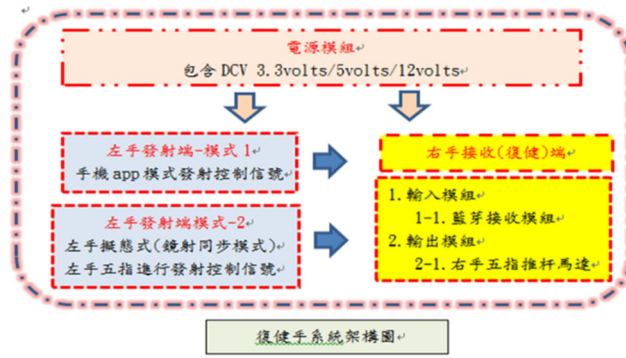 電源模組
包含 DCV 3.3volts/5volts/12volts
左手發射端-模式 1
手機 app 模式發射控制信號
右手接收(復健)端
左手發射端模式-2
左手擬態式(鏡射同步模式)
左手五指進行發射控制信號
1.輸入模組
1-1.藍芽接收模組
2.輸出模組
2-1.右手五指推杆馬達
復健手系統架構圖